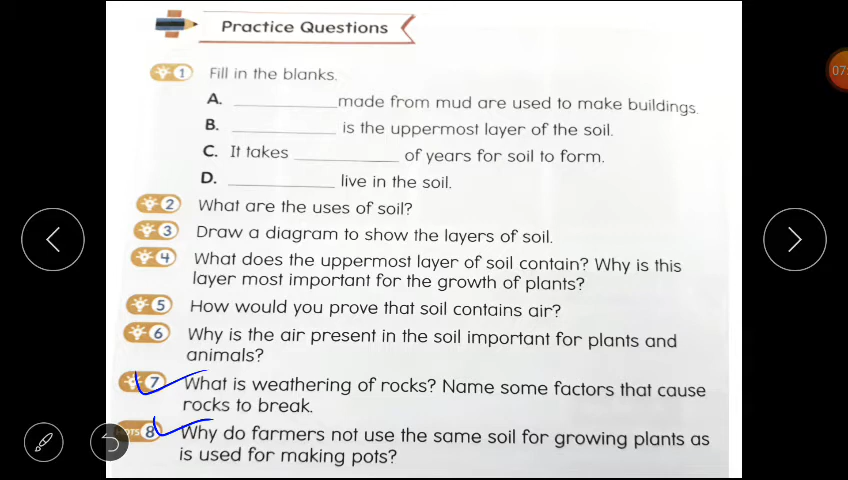 Practice Questions
1 Fill in the blanks.
A. ____________ made from mud are used to make buildings.
B. ____________ is the uppermost layer of the soil.
C. It takes ____________ of years for soil to form.
D. ____________ live in the soil.
2 What are the uses of soil?
3 Draw a diagram to show the layers of soil.
4 What does the uppermost layer of soil contain? Why is this
layer most important for the growth of plants?
5 How would you prove that soil contains air?
6 Why is the air present in the soil important for plants and
animals?
7 What is weathering of rocks? Name some factors that cause
rocks to break.
8 Why do farmers not use the same soil for growing plants as
is used for making pots?
07: